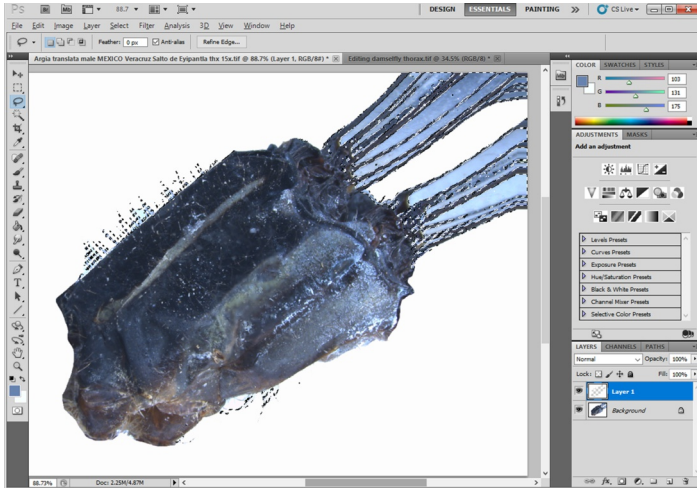 Ps Br Mb 88.7 DESIGN ESSENTIALS PAINTING >> CS Live
File Edit Image Layer Select Filter Analysis 3D View Window Help
Feather: 0 px Anti-alias Refine Edge...
Argia translata male MEXICO Veracruz Salto de Eyipantla thx 15x.tif @ 88.7% (Layer 1, RGB/8#) * Editing damselfly thorax.tif @ 34.5% (RGB/8) *
COLOR SWATCHES STYLES
R 103
G 131
B 175
ADJUSTMENTS MASKS
Add an adjustment
Levels Presets
Curves Presets
Exposure Presets
Hue/Saturation Presets
Black & White Presets
Channel Mixer Presets
Selective Color Presets
LAYERS CHANNELS PATHS
Normal Opacity: 100%
Lock: Fill: 100%
Layer 1
Background
88.73% Doc: 2.25M/4.87M